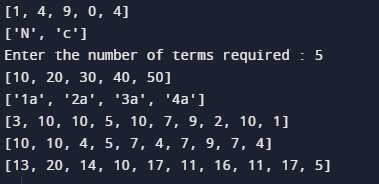 [1, 4, 9, 0, 4]
['N', 'c']
Enter the number of terms required : 5
[10, 20, 30, 40, 50]
['1a', '2a', '3a', '4a']
[3, 10, 10, 5, 10, 7, 9, 2, 10, 1]
[10, 10, 4, 5, 7, 4, 7, 9, 7, 4]
[13, 20, 14, 10, 17, 11, 16, 11, 17, 5]